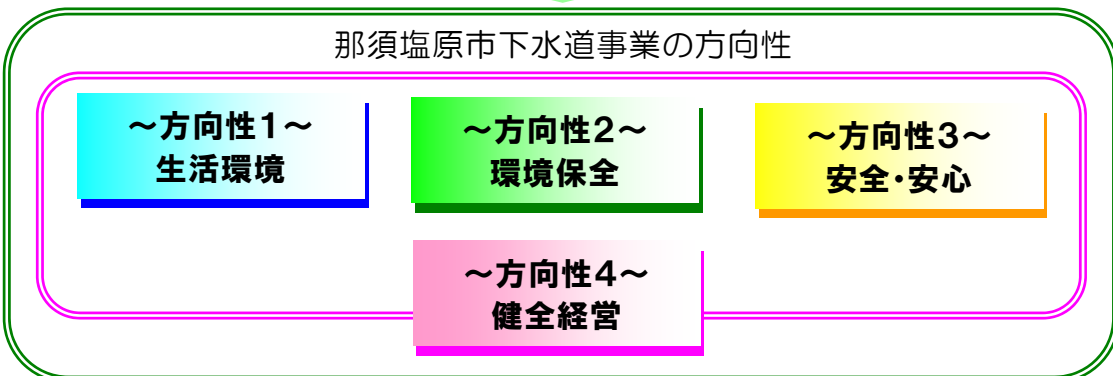 那須塩原市下水道事業の方向性
～方向性1～
生活環境
～方向性2～
環境保全
～方向性3～
安全・安心
～方向性4～
健全経営